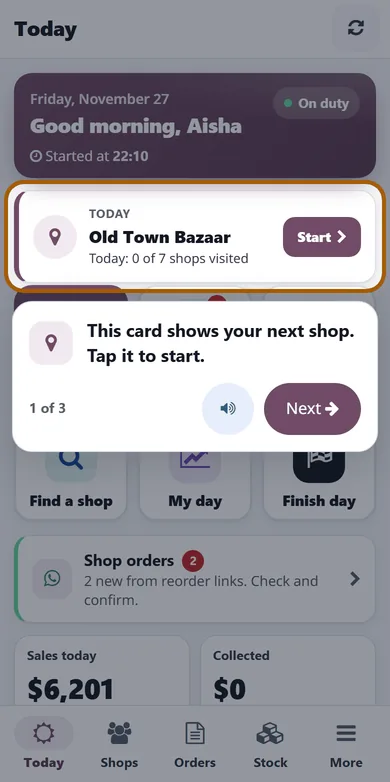 Today
Friday, November 27
On duty
Good morning, Aisha
Started at 22:10
TODAY
Old Town Bazaar
Today: 0 of 7 shops visited
Start
This card shows your next shop.
Tap it to start.
1 of 3
Next
Find a shop
My day
Finish day
Shop orders 2
2 new from reorder links. Check and
confirm.
Sales today
$6,201
Collected
$0
Today
Shops
Orders
Stock
More